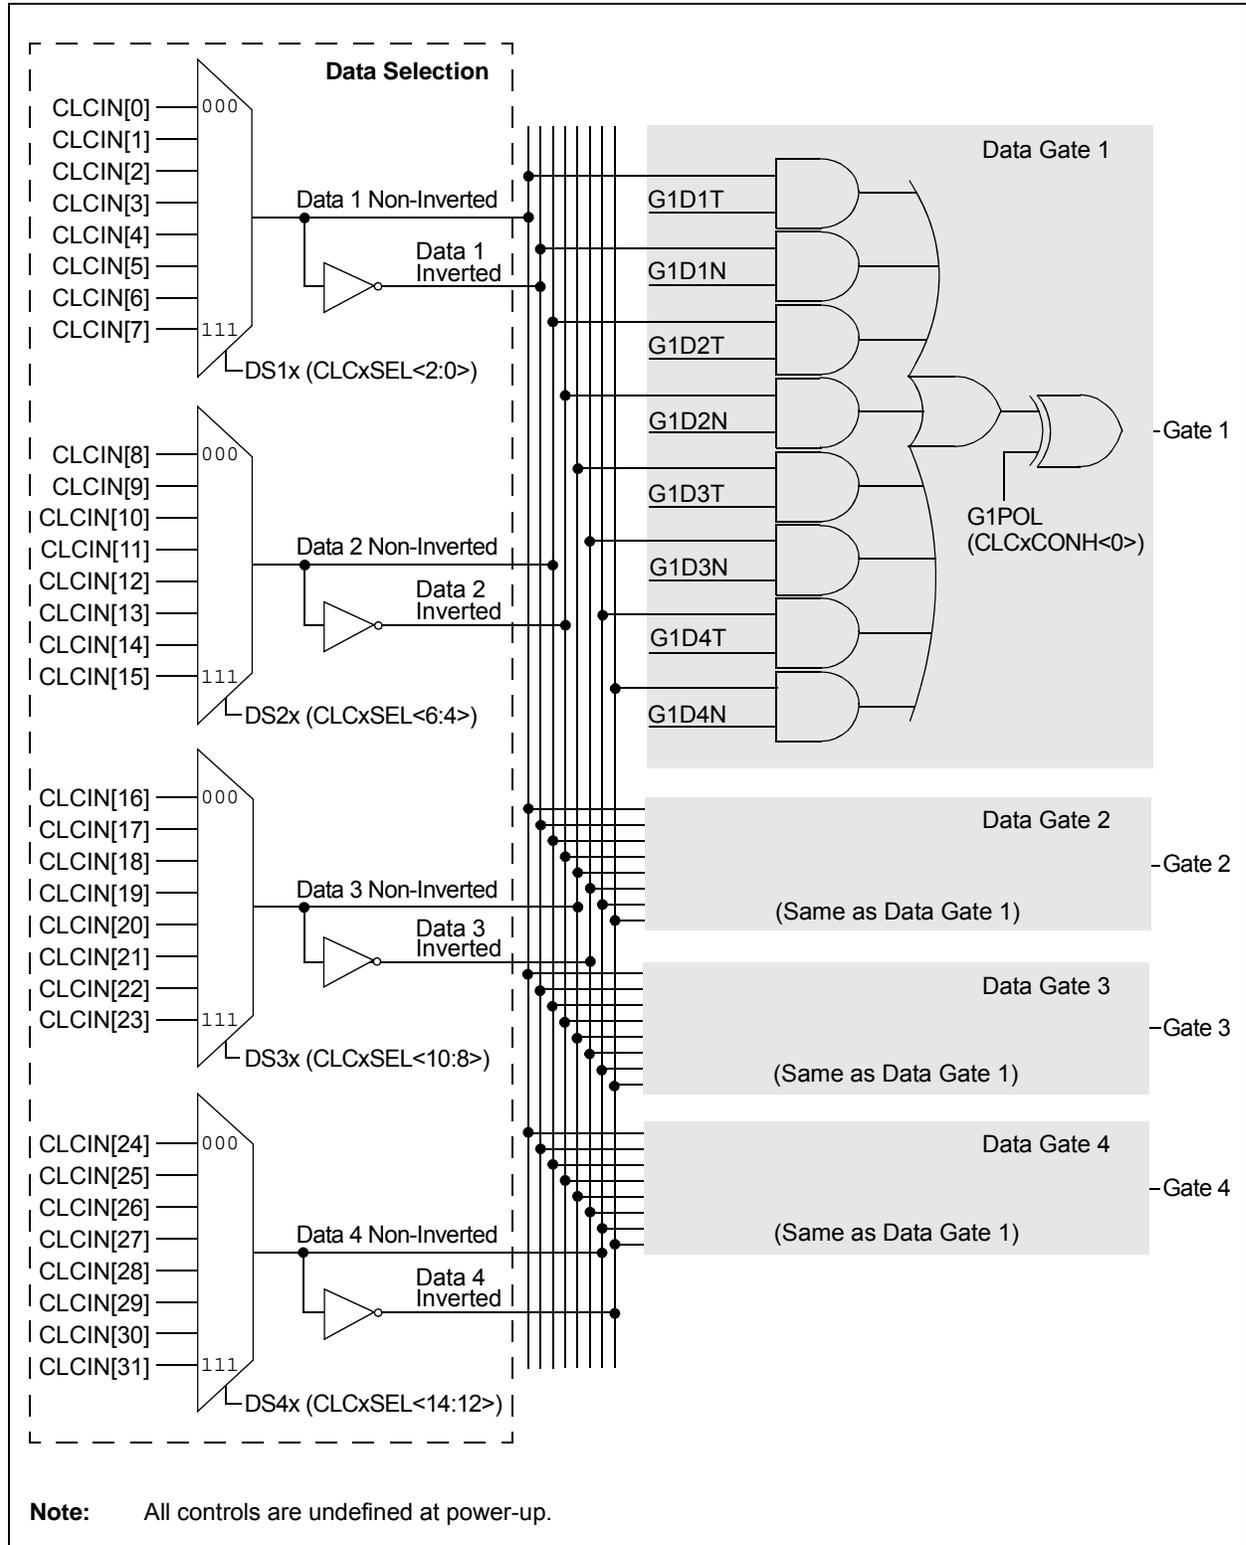 Data Selection
CLCIN[0]
000
CLCIN[1]
CLCIN[2]
CLCIN[3]
CLCIN[4]
CLCIN[5]
CLCIN[6]
CLCIN[7]
111
Data 1 Non-Inverted
Data 1
Inverted
DS1x (CLCxSEL<2:0>)
CLCIN[8]
000
CLCIN[9]
CLCIN[10]
CLCIN[11]
CLCIN[12]
CLCIN[13]
CLCIN[14]
CLCIN[15]
111
Data 2 Non-Inverted
Data 2
Inverted
DS2x (CLCxSEL<6:4>)
CLCIN[16]
000
CLCIN[17]
CLCIN[18]
CLCIN[19]
CLCIN[20]
CLCIN[21]
CLCIN[22]
CLCIN[23]
111
Data 3 Non-Inverted
Data 3
Inverted
DS3x (CLCxSEL<10:8>)
CLCIN[24]
000
CLCIN[25]
CLCIN[26]
CLCIN[27]
CLCIN[28]
CLCIN[29]
CLCIN[30]
CLCIN[31]
111
Data 4 Non-Inverted
Data 4
Inverted
DS4x (CLCxSEL<14:12>)
Data Gate 1
G1D1T
G1D1N
G1D2T
G1D2N
G1D3T
G1D3N
G1D4T
G1D4N
G1POL
(CLCxCONH<0>)
Gate 1
Data Gate 2
(Same as Data Gate 1)
Gate 2
Data Gate 3
(Same as Data Gate 1)
Gate 3
Data Gate 4
(Same as Data Gate 1)
Gate 4
Note: All controls are undefined at power-up.